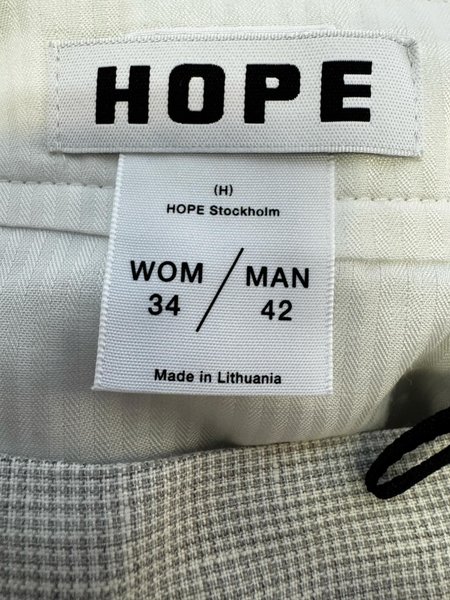 HOPE
(H)
HOPE Stockholm
WOM / MAN
34 42
Made in Lithuania